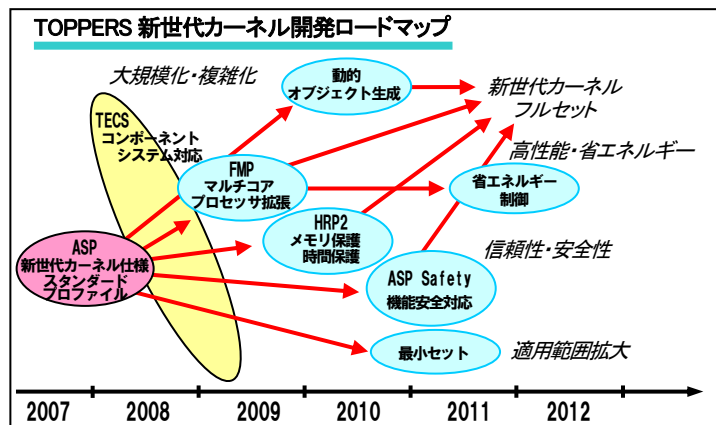 TOPPERS 新世代カーネル開発ロードマップ
大規模化・複雑化
動的
オブジェクト生成
新世代カーネル
フルセット
TECS
コンポーネント
システム対応
高性能・省エネルギー
FMP
マルチコア
プロセッサ拡張
省エネルギー
制御
HRP2
メモリ保護
時間保護
信頼性・安全性
ASP
新世代カーネル仕様
スタンダード
プロファイル
ASP Safety
機能安全対応
最小セット
適用範囲拡大
2007 2008 2009 2010 2011 2012